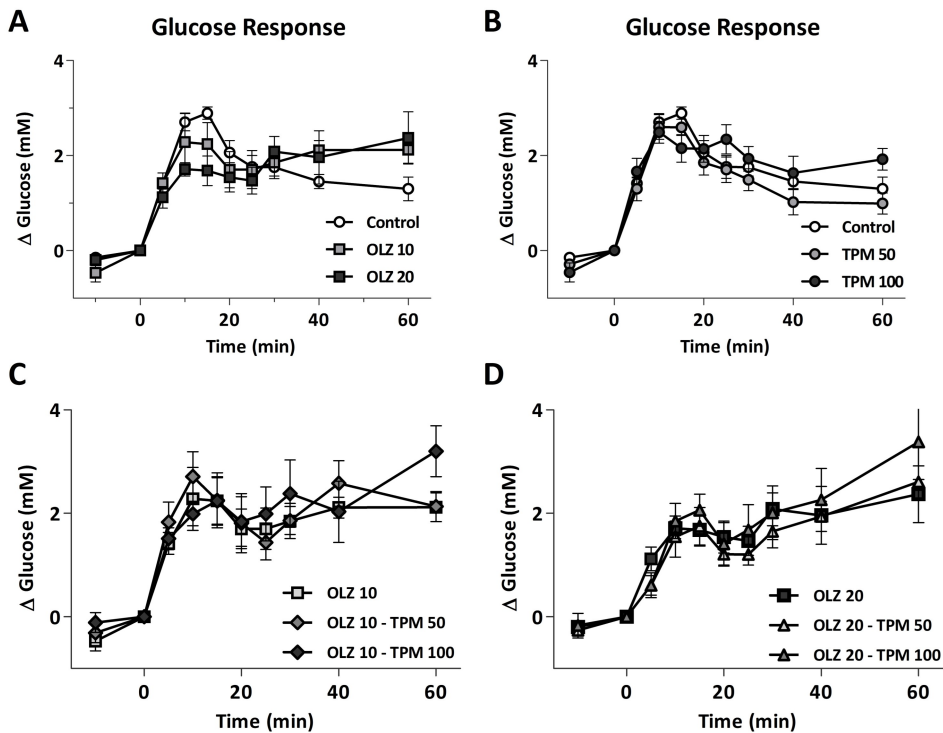 A
Glucose Response
4
2
0
Δ Glucose (mM)
Control
OLZ 10
OLZ 20
0
20
40
60
Time (min)
B
Glucose Response
4
2
0
Δ Glucose (mM)
Control
TPM 50
TPM 100
0
20
40
60
Time (min)
C
4
2
0
Δ Glucose (mM)
OLZ 10
OLZ 10 - TPM 50
OLZ 10 - TPM 100
0
20
40
60
Time (min)
D
4
2
0
Δ Glucose (mM)
OLZ 20
OLZ 20 - TPM 50
OLZ 20 - TPM 100
0
20
40
60
Time (min)